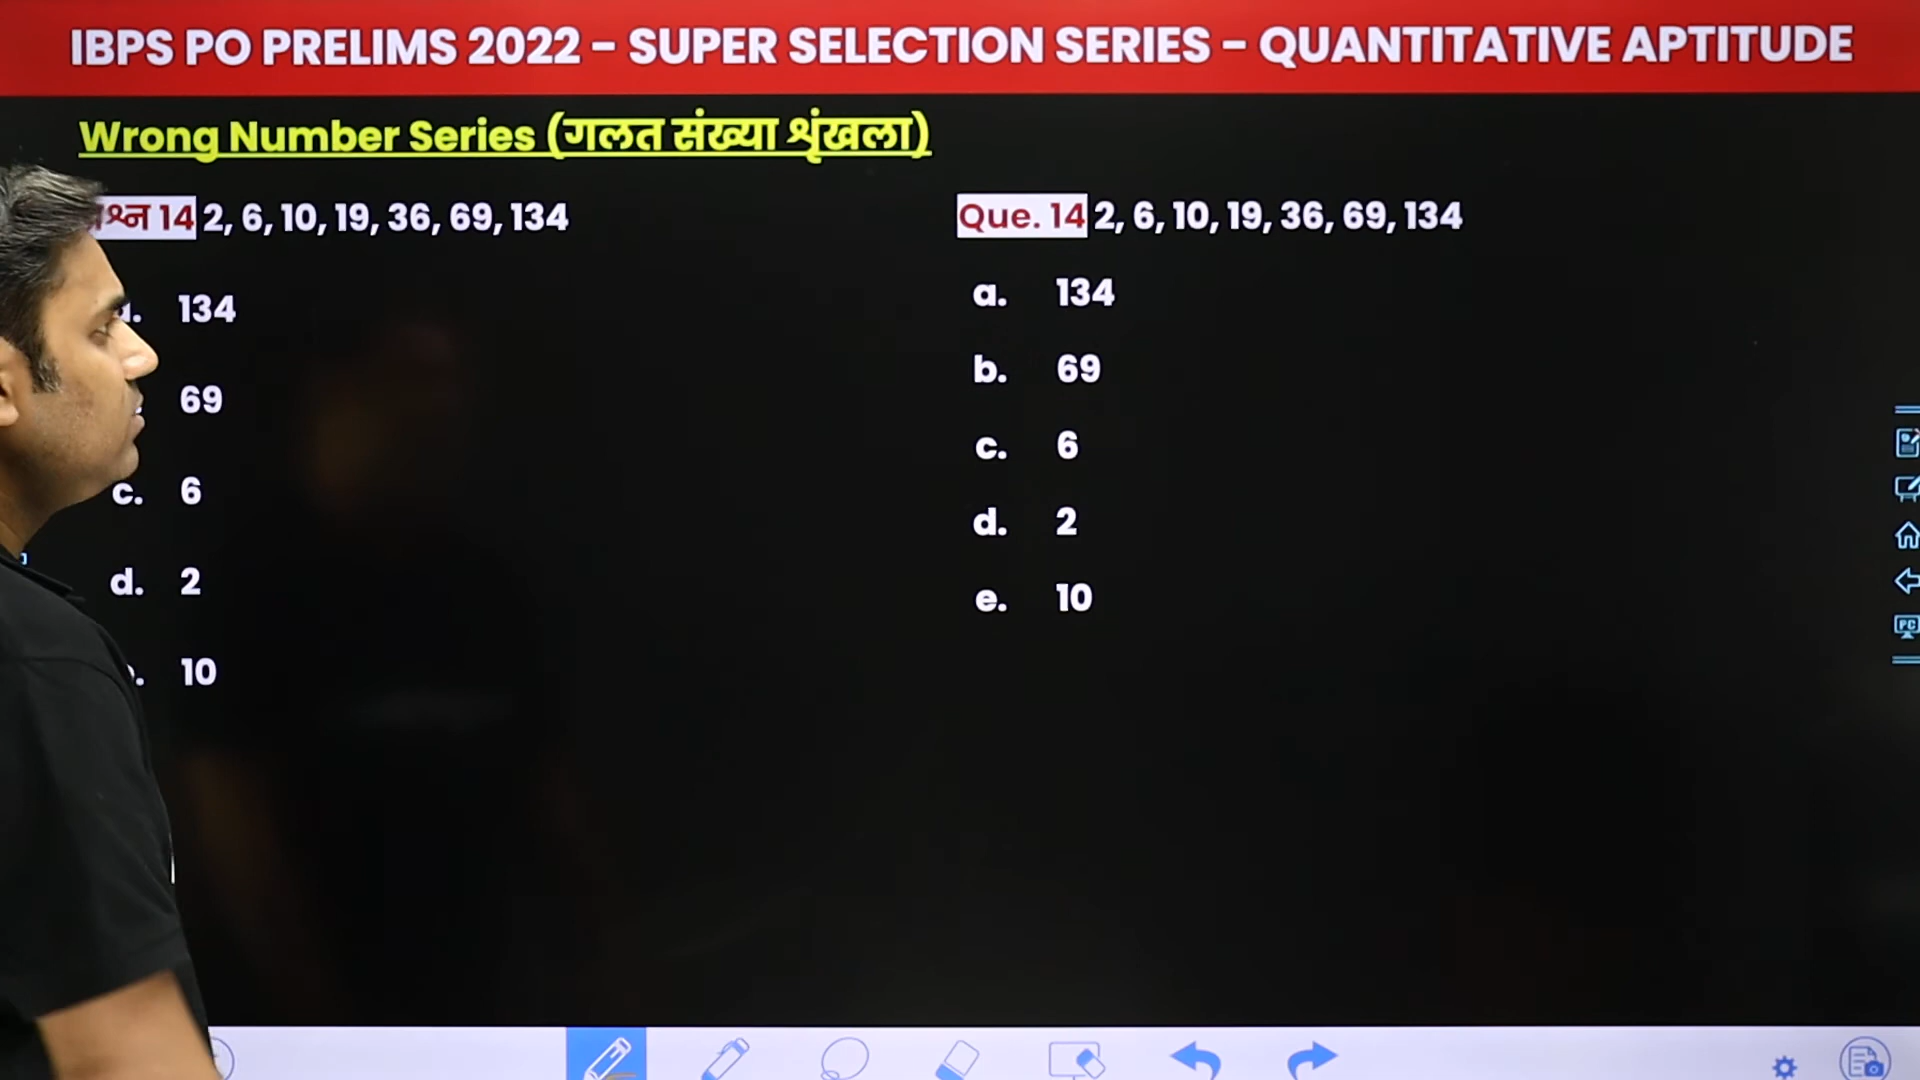 IBPS PO PRELIMS 2022 - SUPER SELECTION SERIES - QUANTITATIVE APTITUDE
Wrong Number Series (गलत संख्या श्रृंखला)
14 2, 6, 10, 19, 36, 69, 134
134
69
c. 6
d. 2
10
Que. 14 2, 6, 10, 19, 36, 69, 134
a. 134
b. 69
c. 6
d. 2
e. 10
PC